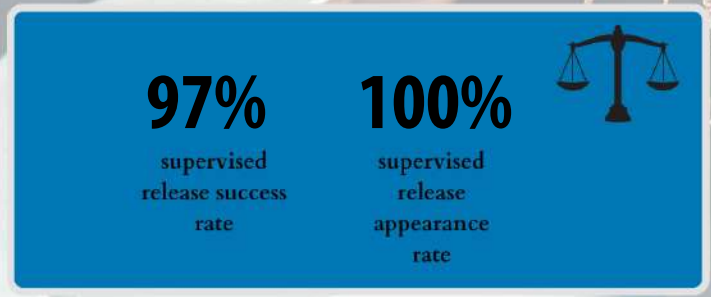 97%
supervised
release success
rate
100%
supervised
release
appearance
rate